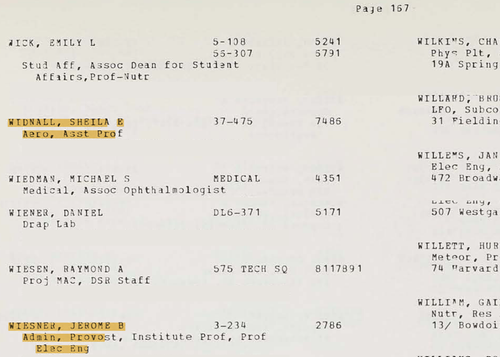 Page 167
WICK, EMILY L 5-108 5241
55-307 5791
Stud Aff, Assoc Dean for Student
Affairs,Prof-Nutr
WIDNALL, SHEILA E 37-475 7486
Aero, Asst Prof
WIEDMAN, MICHAEL S MEDICAL 4351
Medical, Assoc Ophthalmologist
WIENER, DANIEL DL6-371 5171
Drap Lab
WIESEN, RAYMOND A 575 TECH SQ 8117891
Proj MAC, DSR Staff
WIESNER, JEROME B 3-234 2786
Admin, Provost, Institute Prof, Prof
Elec Eng
WILKINS, CHA
Phys Plt,
19A Spring
WILLARD, BRO
LFO, Subco
31 Fieldin
WILLEMS, JAN
Elec Eng,
472 Broadw
Elec Eng,
507 Westga
WILLETT, HUR
Meteor, Pr
74 Harvard
WILLIAM, GAI
Nutr, Res
13/ Bowdoi